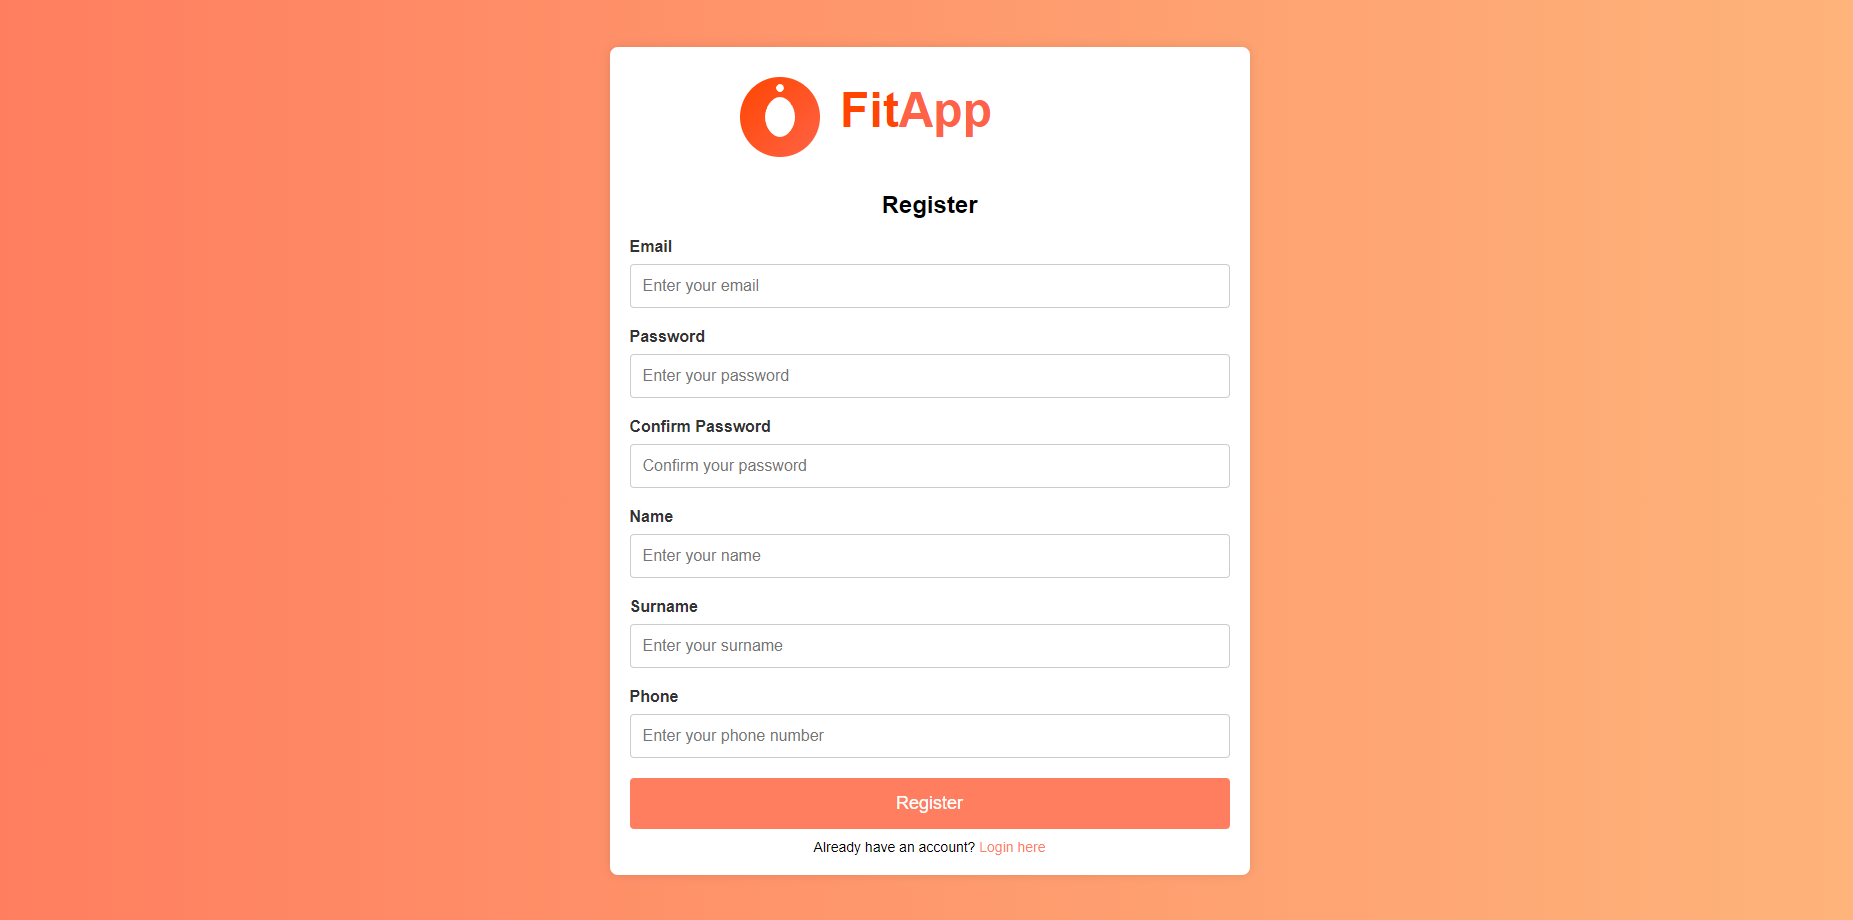 FitApp
Register
Email
Enter your email
Password
Enter your password
Confirm Password
Confirm your password
Name
Enter your name
Surname
Enter your surname
Phone
Enter your phone number
Register
Already have an account? Login here